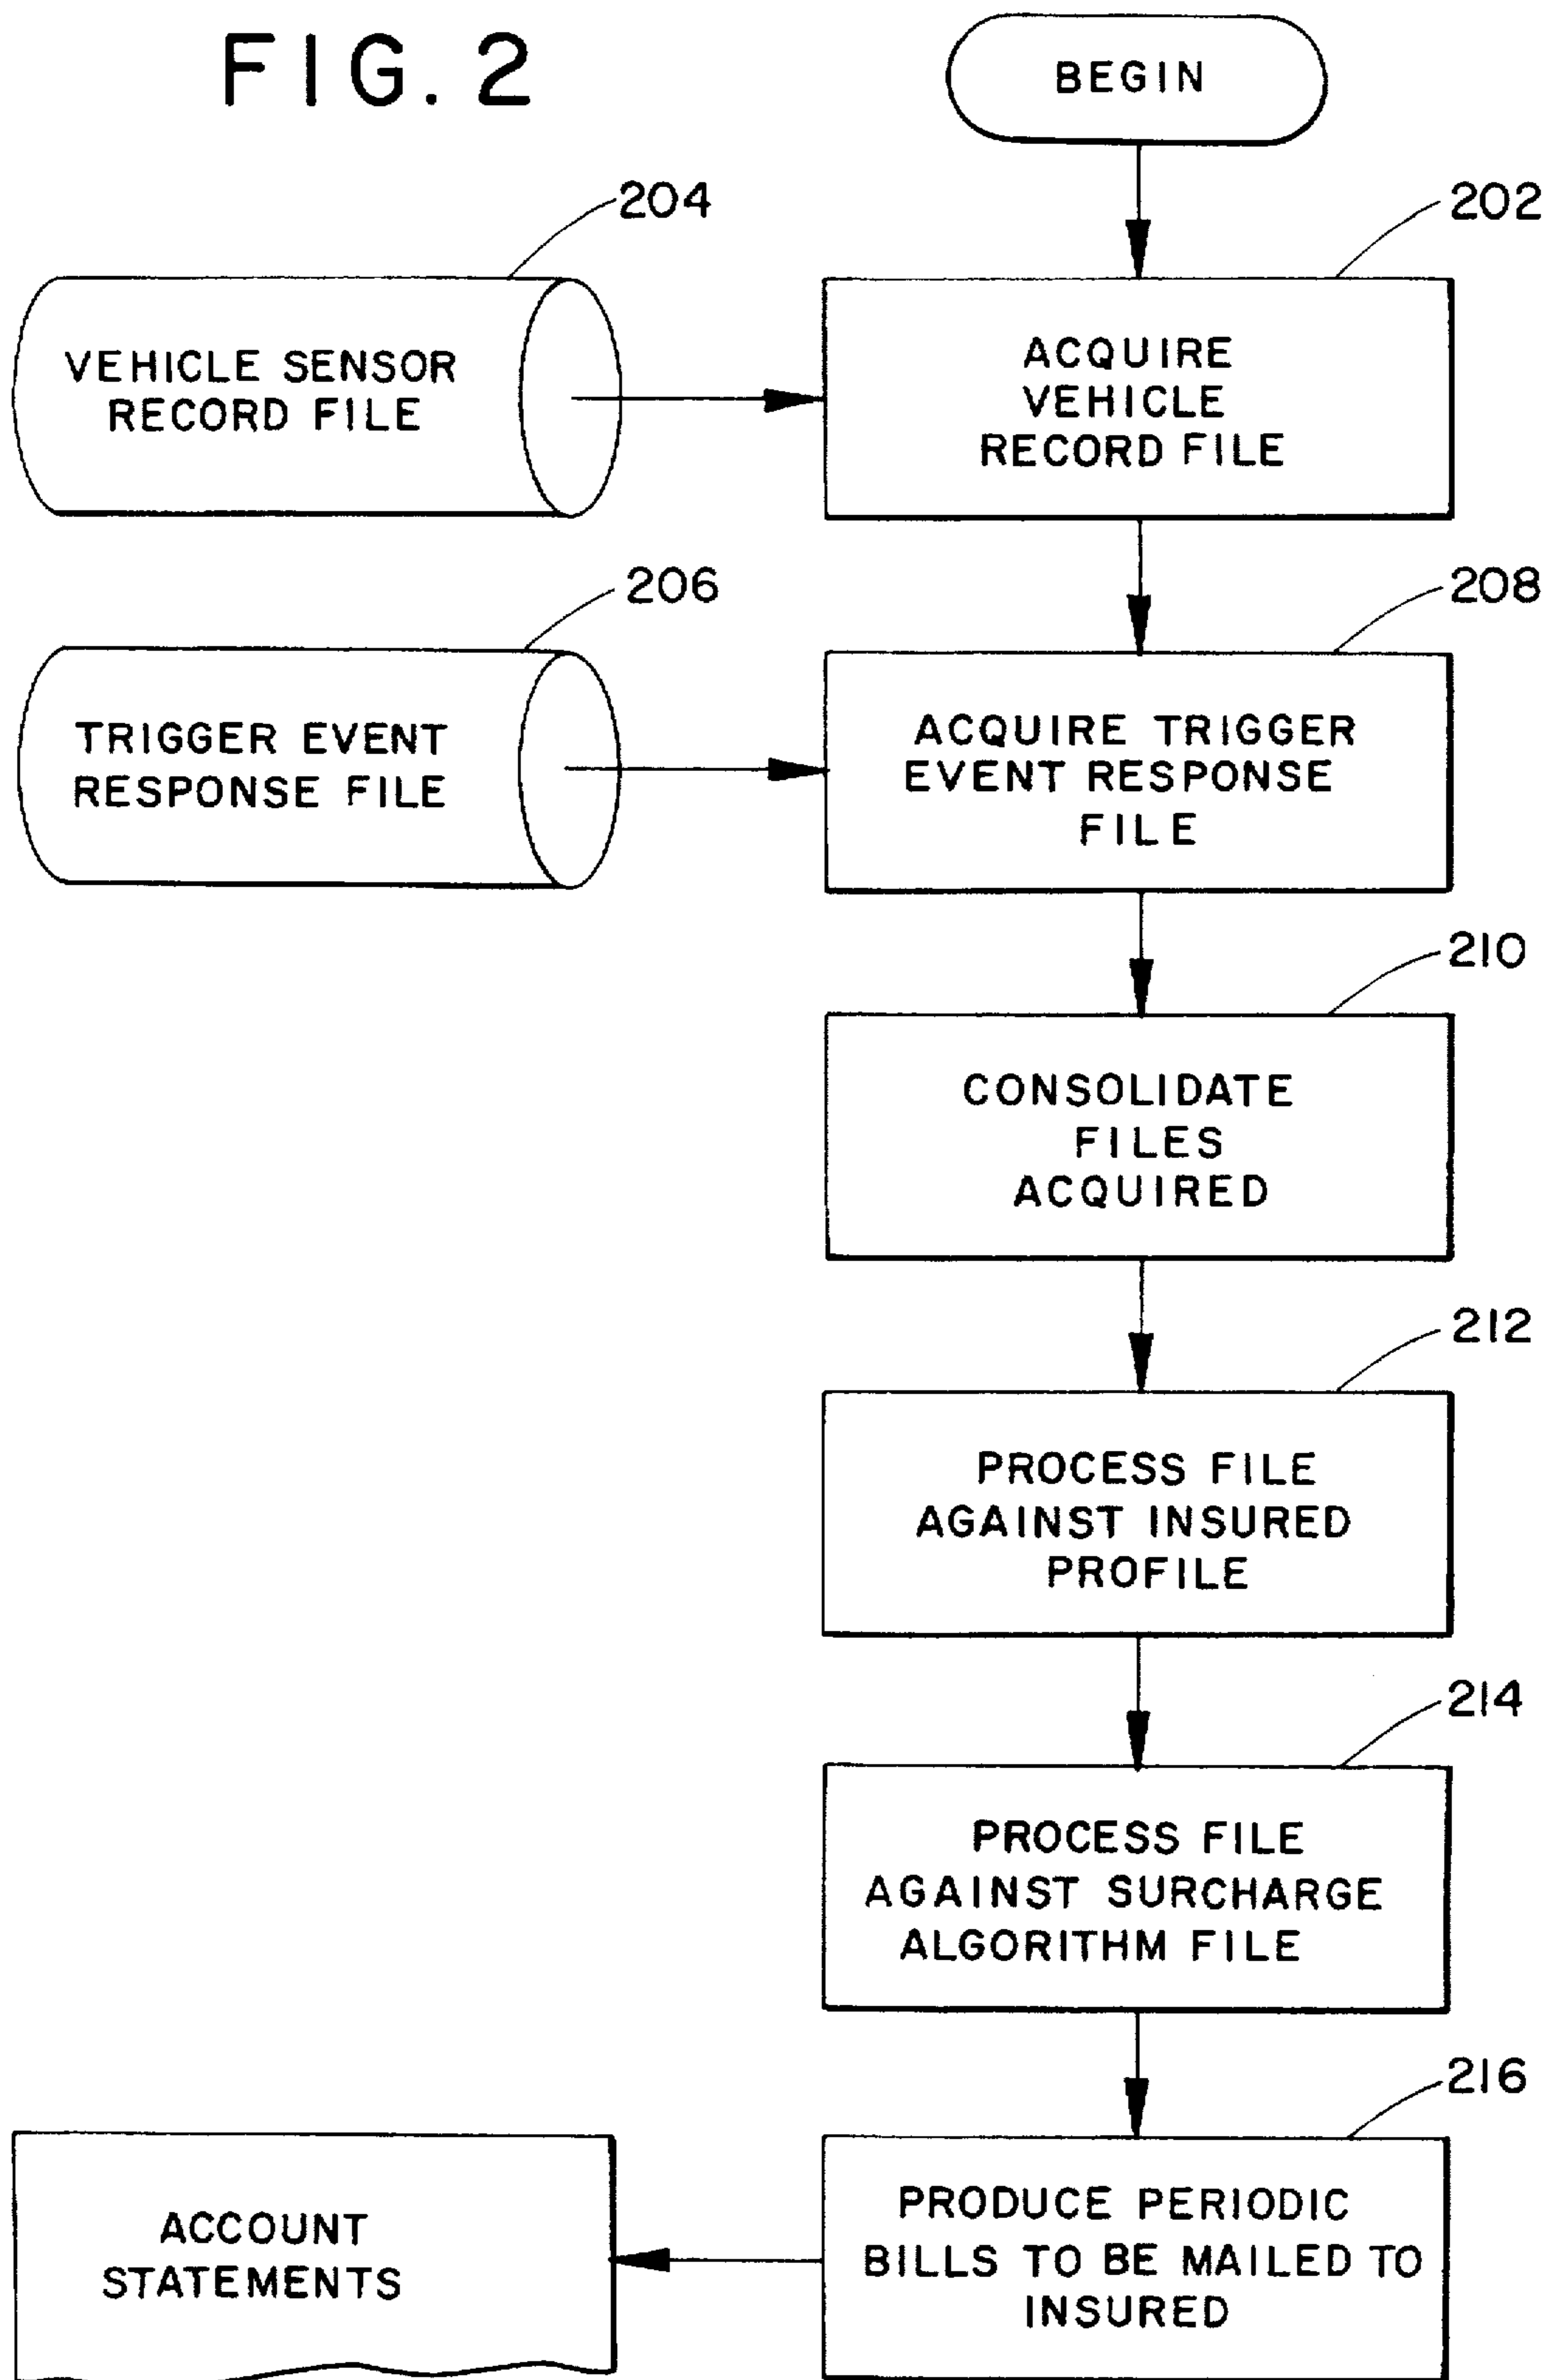 FIG. 2
BEGIN
204
202
VEHICLE SENSOR
RECORD FILE
ACQUIRE
VEHICLE
RECORD FILE
206
208
TRIGGER EVENT
RESPONSE FILE
ACQUIRE TRIGGER
EVENT RESPONSE
FILE
210
CONSOLIDATE
FILES
ACQUIRED
212
PROCESS FILE
AGAINST INSURED
PROFILE
214
PROCESS FILE
AGAINST SURCHARGE
ALGORITHM FILE
216
ACCOUNT
STATEMENTS
PRODUCE PERIODIC
BILLS TO BE MAILED TO
INSURED